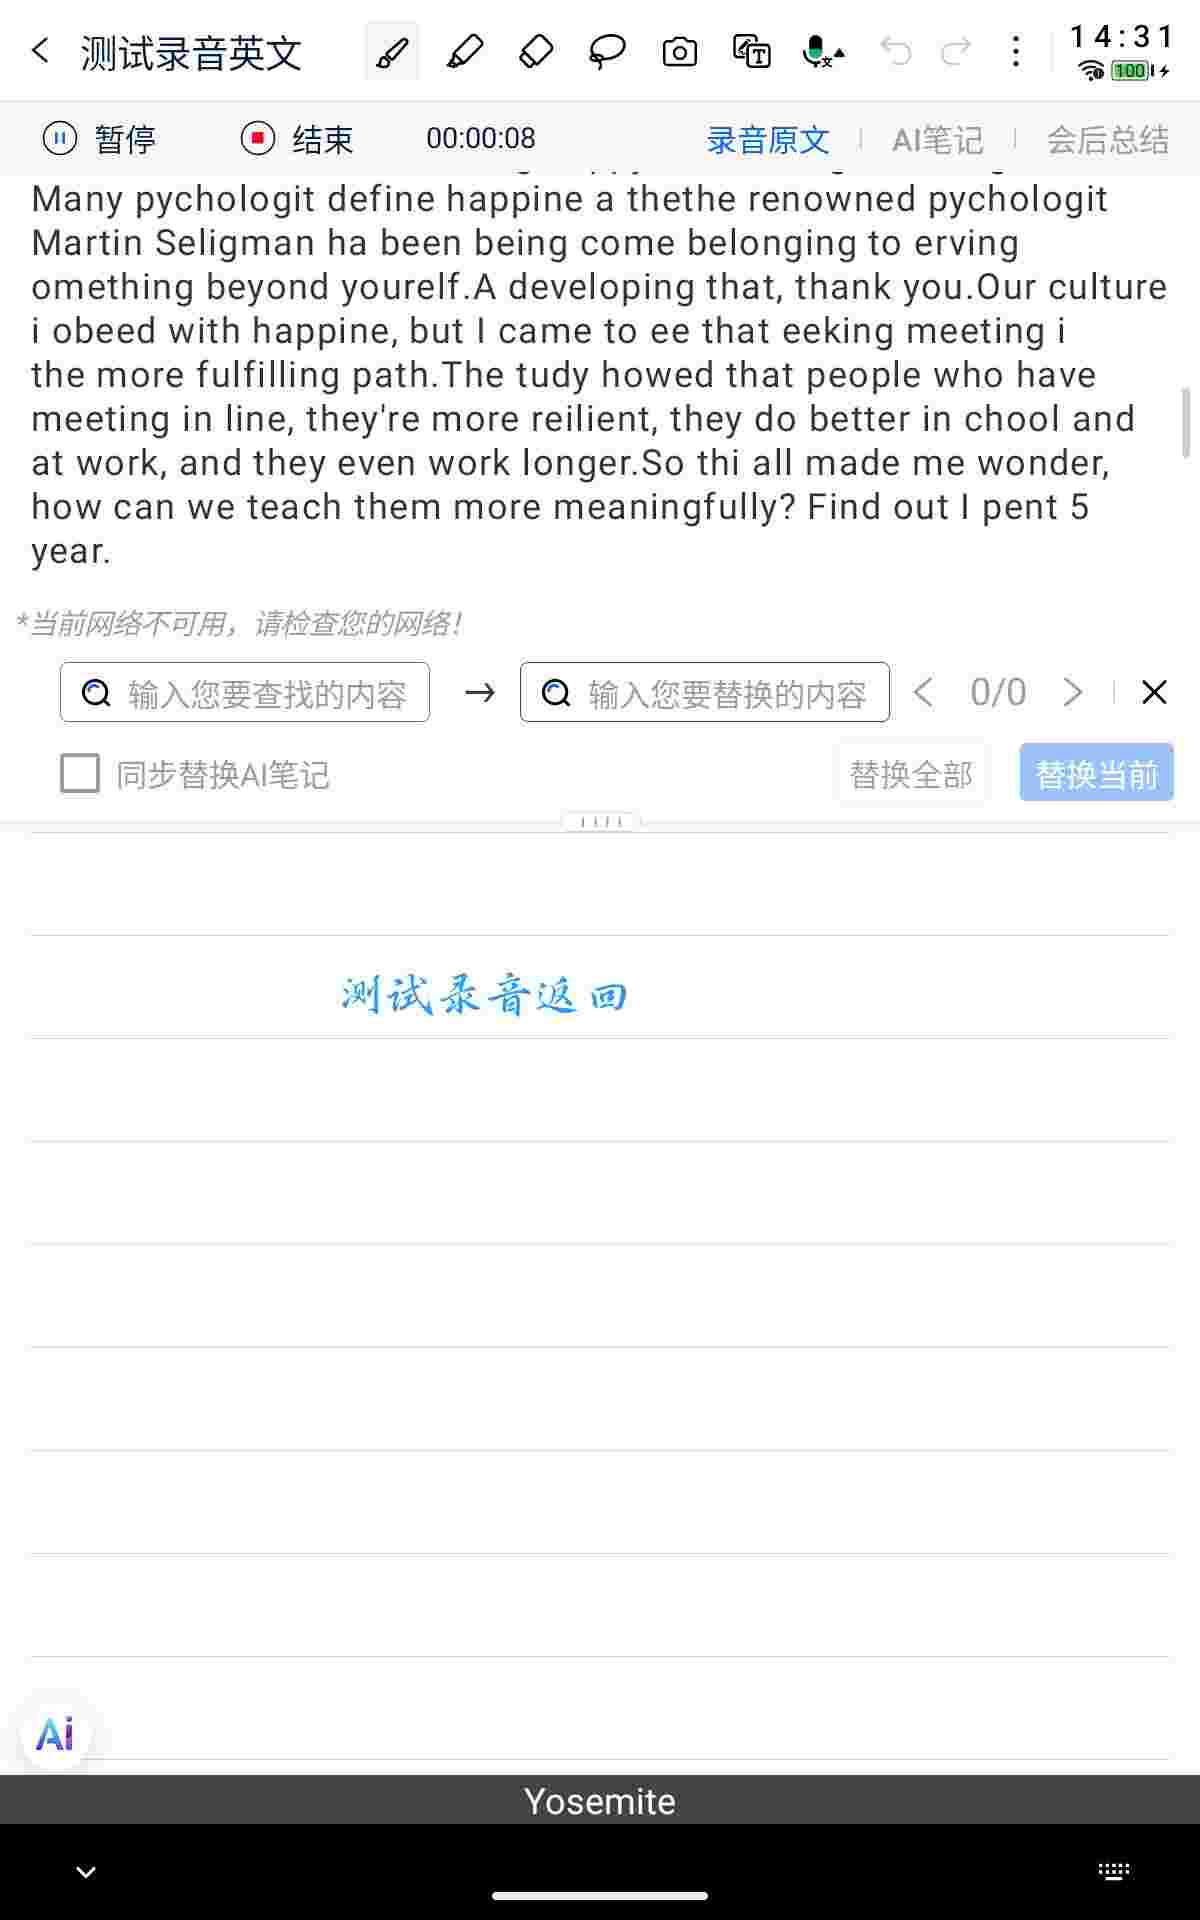 测试录音英文
14:31
100
暂停
结束
00:00:08
录音原文
AI笔记
会后总结
Many pychologit define happine a thethe renowned pychologit
Martin Seligman ha been being come belonging to erving
omething beyond yourelf.A developing that, thank you.Our culture
i obeed with happine, but I came to ee that eeking meeting i
the more fulfilling path.The tudy howed that people who have
meeting in line, they're more reilient, they do better in chool and
at work, and they even work longer.So thi all made me wonder,
how can we teach them more meaningfully? Find out I pent 5
year.
*当前网络不可用，请检查您的网络！
输入您要查找的内容
输入您要替换的内容
0/0
同步替换AI笔记
替换全部
替换当前
测试录音返回
Ai
Yosemite